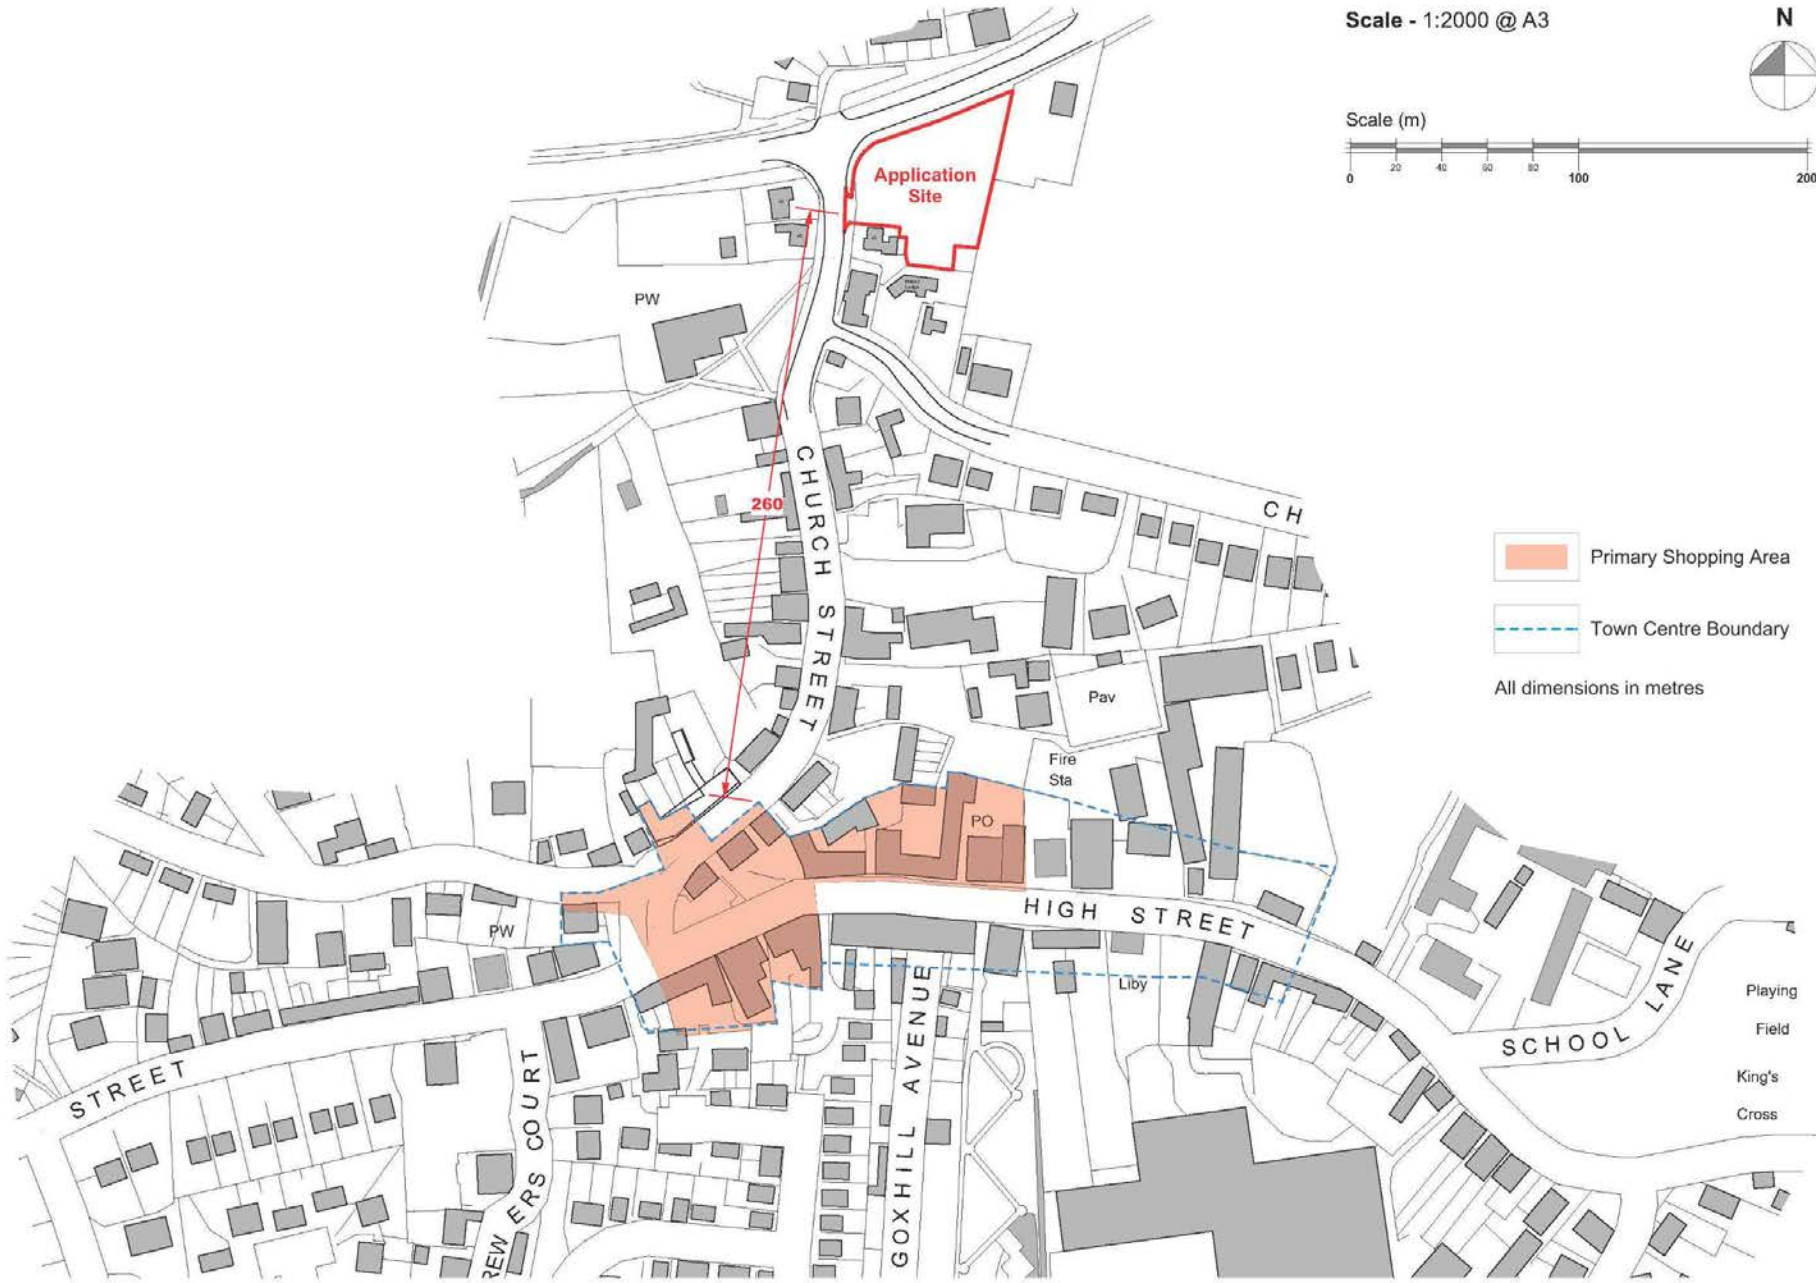 Scale - 1:2000 @ A3
N
Scale (m)
0 20 40 60 80 100 200
Application
Site
PW
260
CHURCH STREET
CH
Primary Shopping Area
Town Centre Boundary
All dimensions in metres
Pav
Fire
Sta
PO
HIGH STREET
PW
Liby
GOXHILL AVENUE
SCHOOL LANE
Playing
Field
King's
Cross
STREET
REW ERS COURT